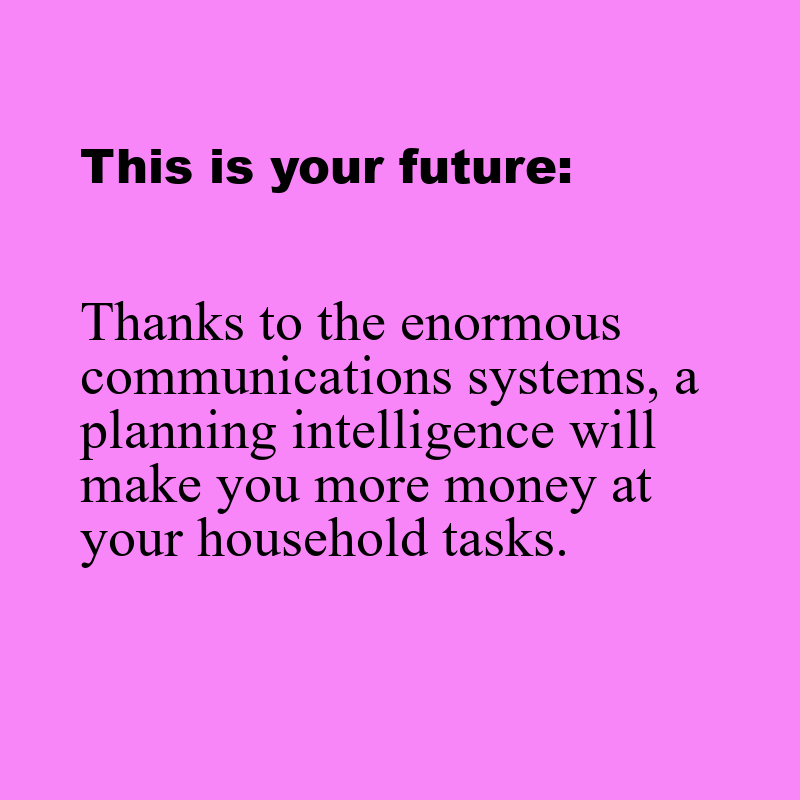 This is your future:
Thanks to the enormous
communications systems, a
planning intelligence will
make you more money at
your household tasks.